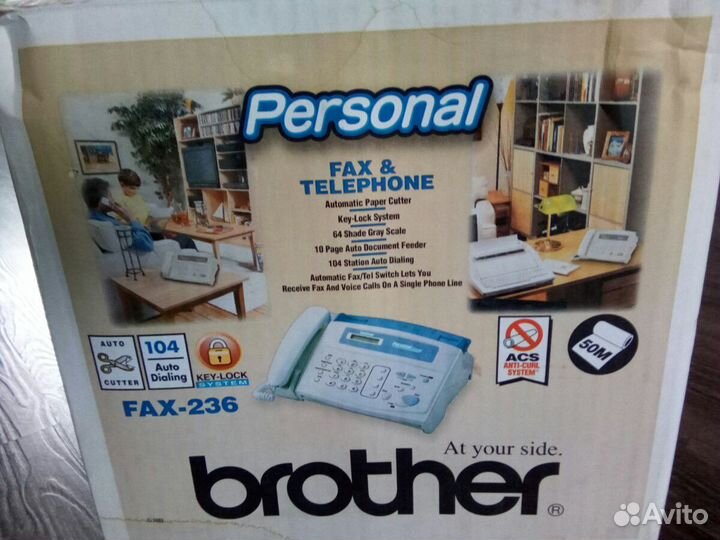 Personal
FAX &
TELEPHONE
Automatic Paper Cutter
Key-Lock System
64 Shade Gray Scale
10 Page Auto Document Feeder
104 Station Auto Dialing
Automatic Fax/Tel Switch Lets You
Receive Fax And Voice Calls On A Single Phone Line
AUTO
CUTTER
104
Auto
Dialing
KEY-LOCK
SYSTEM
ACS
ANTI-CURL
SYSTEM™
50M
FAX-236
At your side.
brother®
Avito